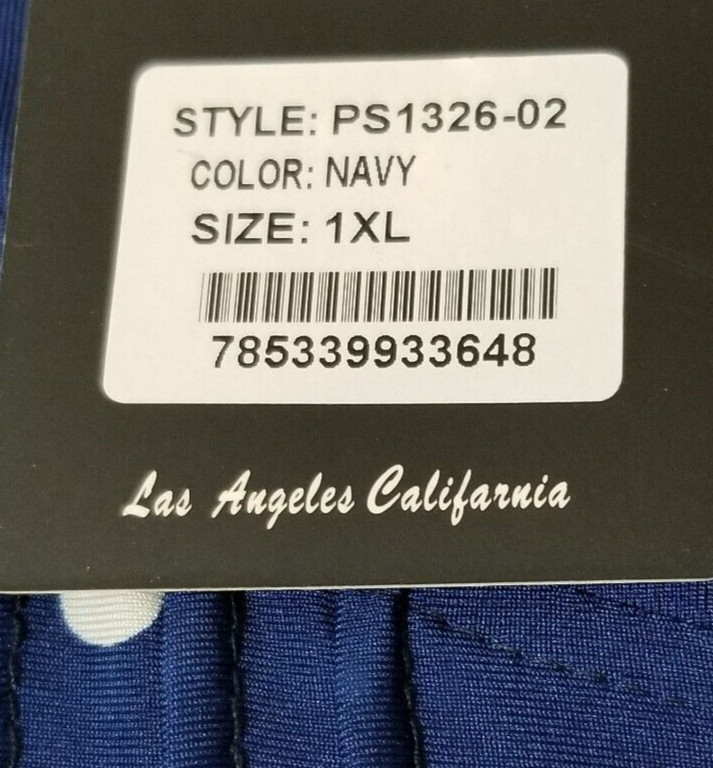 STYLE: PS1326-02
COLOR: NAVY
SIZE: 1XL
785339933648
Las Angeles Califarnia